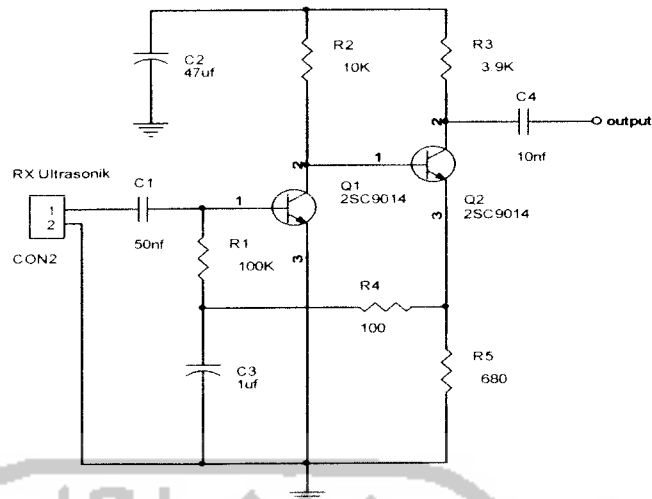 C2
47uf
R2
10K
R3
3.9K
C4
10nf
output
2
2
1
Q1
2SC9014
Q2
2SC9014
RX Ultrasonik
1
2
CON2
C1
50nf
1
R1
100K
3
3
R4
100
C3
1uf
R5
680